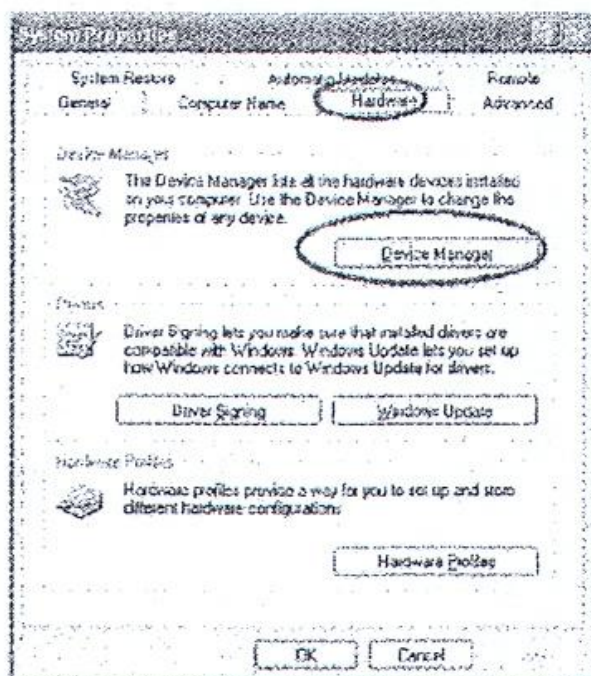 System Properties
System Restore Automatic Updates Remote
General Computer Name Hardware Advanced
Device Manager
The Device Manager lists all the hardware devices installed
on your computer. Use the Device Manager to change the
properties of any device.
Device Manager
Drivers
Driver Signing lets you make sure that installed drivers are
compatible with Windows. Windows Update lets you set up
how Windows connects to Windows Update for drivers.
Driver Signing Windows Update
Hardware Profiles
Hardware profiles provide a way for you to set up and store
different hardware configurations.
Hardware Profiles
OK Cancel